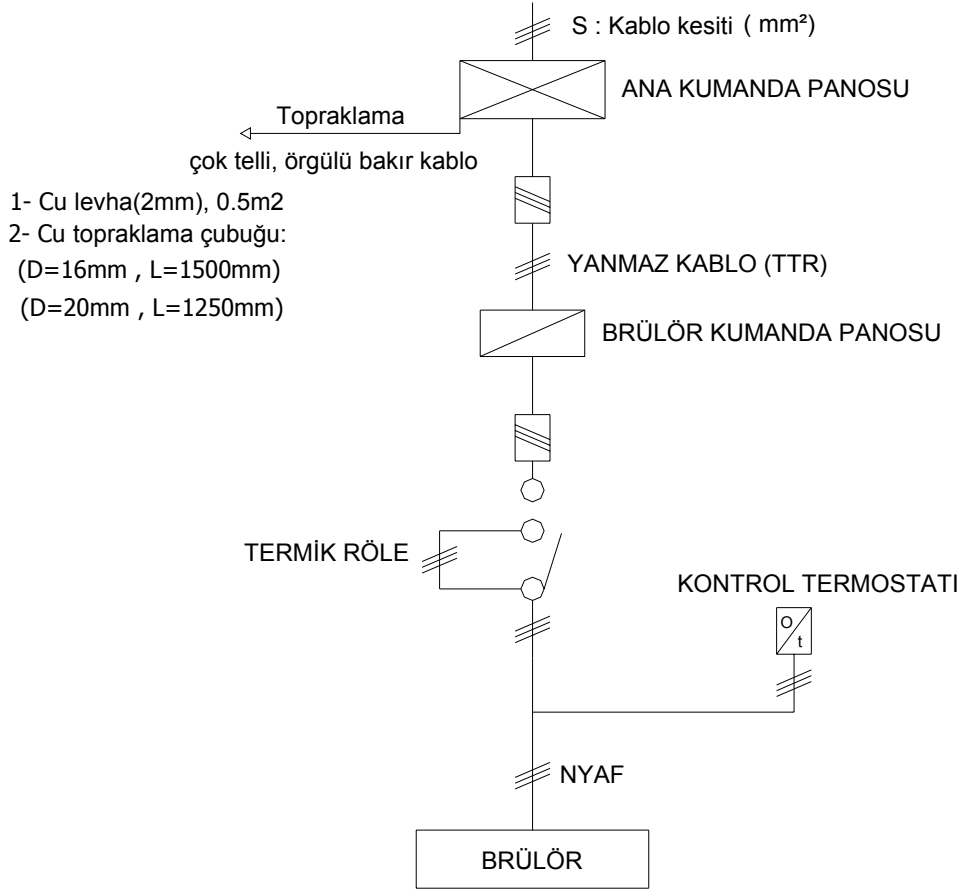 S : Kablo kesiti ( mm²)
ANA KUMANDA PANOSU
Topraklama
çok telli, örgülü bakır kablo
1- Cu levha(2mm), 0.5m2
2- Cu topraklama çubuğu:
(D=16mm , L=1500mm)
(D=20mm , L=1250mm)
YANMAZ KABLO (TTR)
BRÜLÖR KUMANDA PANOSU
TERMİK RÖLE
KONTROL TERMOSTATI
O
t
NYAF
BRÜLÖR